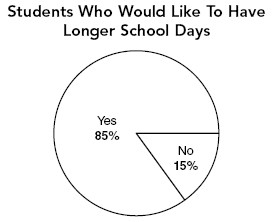 Students Who Would Like To Have
Longer School Days
Yes
85%
No
15%